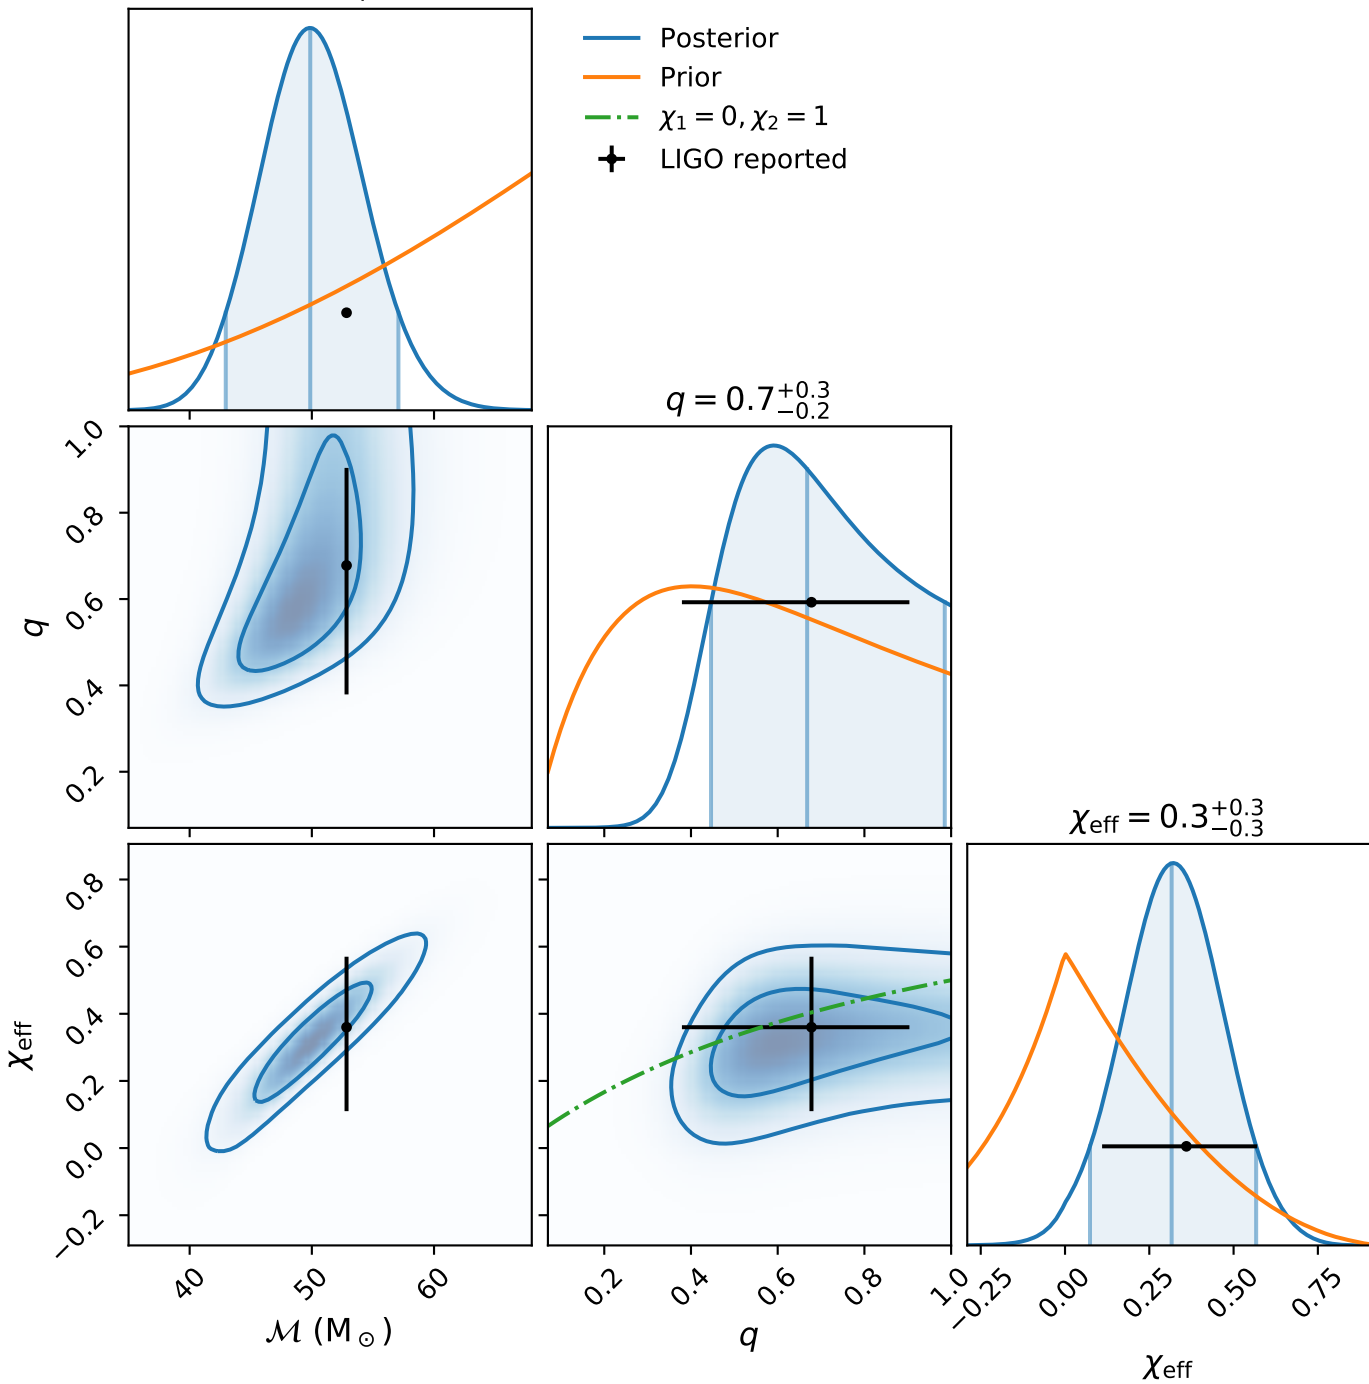 Posterior
Prior
χ₁ = 0, χ₂ = 1
LIGO reported
q = 0.7 +0.3 −0.2
1.0
0.8
0.6
0.4
0.2
q
χeff = 0.3 +0.3 −0.3
0.8
0.6
0.4
0.2
0.0
−0.2
χeff
40
50
60
ℳ (M⊙)
0.2
0.4
0.6
0.8
1.0
q
−0.25
0.00
0.25
0.50
0.75
χeff